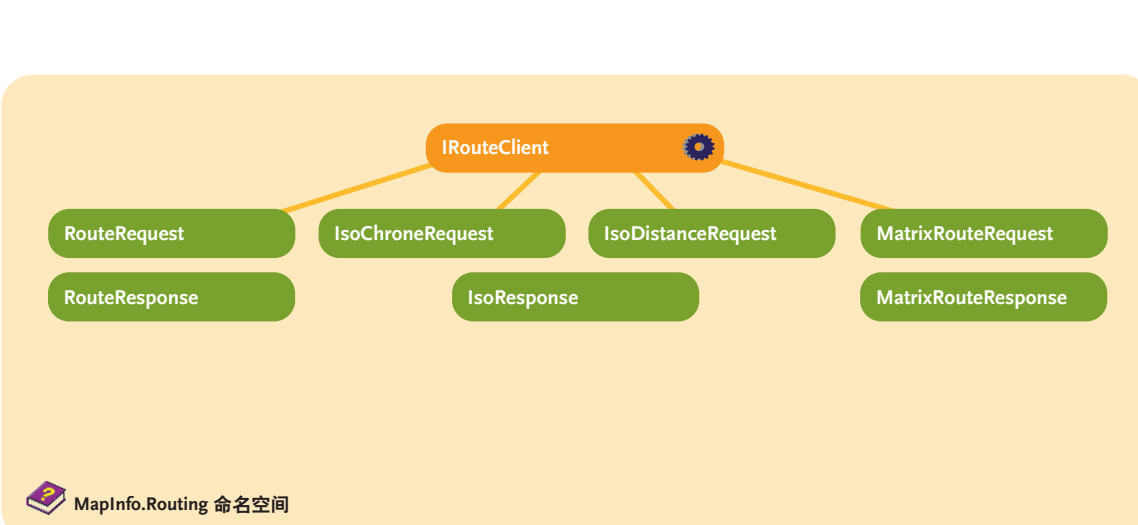 IRouteClient
RouteRequest
IsoChroneRequest
IsoDistanceRequest
MatrixRouteRequest
RouteResponse
IsoResponse
MatrixRouteResponse
MapInfo.Routing 命名空间